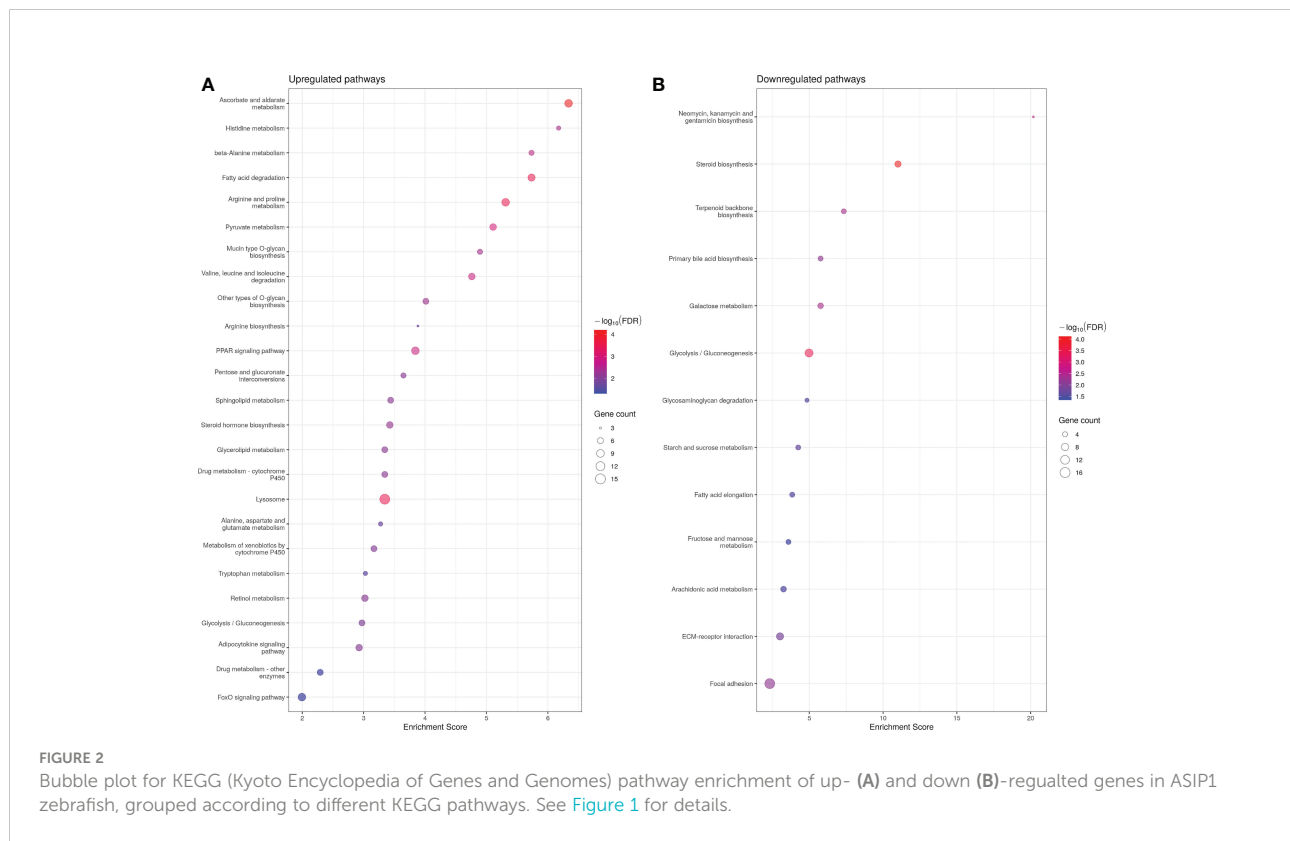 A
Upregulated pathways
Ascorbate and aldarate
metabolism
Histidine metabolism
beta-Alanine metabolism
Fatty acid degradation
Arginine and proline
metabolism
Pyruvate metabolism
Mucin type O-glycan
biosynthesis
Valine, leucine and isoleucine
degradation
Other types of O-glycan
biosynthesis
Arginine biosynthesis
PPAR signaling pathway
Pentose and glucuronate
interconversions
Sphingolipid metabolism
Steroid hormone biosynthesis
Glycerolipid metabolism
Drug metabolism - cytochrome
P450
Lysosome
Alanine, aspartate and
glutamate metabolism
Metabolism of xenobiotics by
cytochrome P450
Tryptophan metabolism
Retinol metabolism
Glycolysis / Gluconeogenesis
Adipocytokine signaling
pathway
Drug metabolism - other
enzymes
FoxO signaling pathway
2 3 4 5 6
Enrichment Score
−log10(FDR)
4
3
2
Gene count
3
6
9
12
15
B
Downregulated pathways
Neomycin, kanamycin and
gentamicin biosynthesis
Steroid biosynthesis
Terpenoid backbone
biosynthesis
Primary bile acid biosynthesis
Galactose metabolism
Glycolysis / Gluconeogenesis
Glycosaminoglycan degradation
Starch and sucrose metabolism
Fatty acid elongation
Fructose and mannose
metabolism
Arachidonic acid metabolism
ECM-receptor interaction
Focal adhesion
5 10 15 20
Enrichment Score
−log10(FDR)
4.0
3.5
3.0
2.5
2.0
1.5
Gene count
4
8
12
16
FIGURE 2
Bubble plot for KEGG (Kyoto Encyclopedia of Genes and Genomes) pathway enrichment of up- (A) and down (B)-regualted genes in ASIP1
zebrafish, grouped according to different KEGG pathways. See Figure 1 for details.